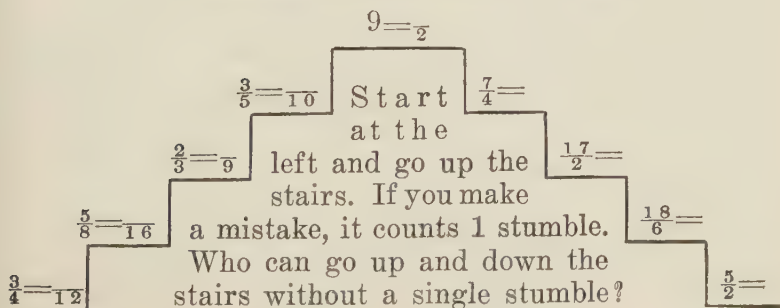 9=_/2
3/5=_/10 Start 7/4=
at the
2/3=_/9 left and go up the 17/2=
stairs. If you make
5/8=_/16 a mistake, it counts 1 stumble. 18/6=
Who can go up and down the
3/4=_/12 stairs without a single stumble? 5/2=